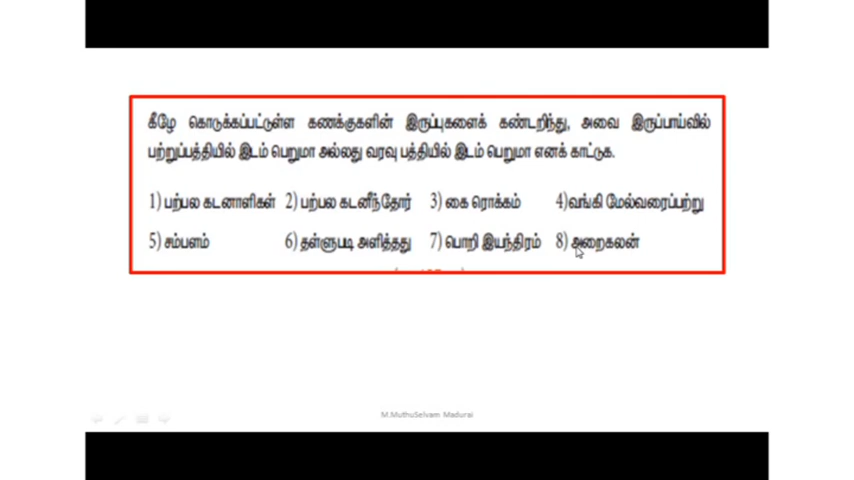 கீழே கொடுக்கப்பட்டுள்ள கணக்குகளின் இருப்புகளைக் கண்டறிந்து, அவை இருப்பாய்வில்
பற்றுப்பத்தியில் இடம் பெறுமா அல்லது வரவு பத்தியில் இடம் பெறுமா எனக் காட்டுக.
1) பற்பல கடனாளிகள் 2) பற்பல கடனீந்தோர் 3) கை ரொக்கம் 4)வங்கி மேல்வரைப்பற்று
5) சம்பளம் 6) தள்ளுபடி அளித்தது 7) பொறி இயந்திரம் 8) அறைகலன்
M.MuthuSelvam Madurai